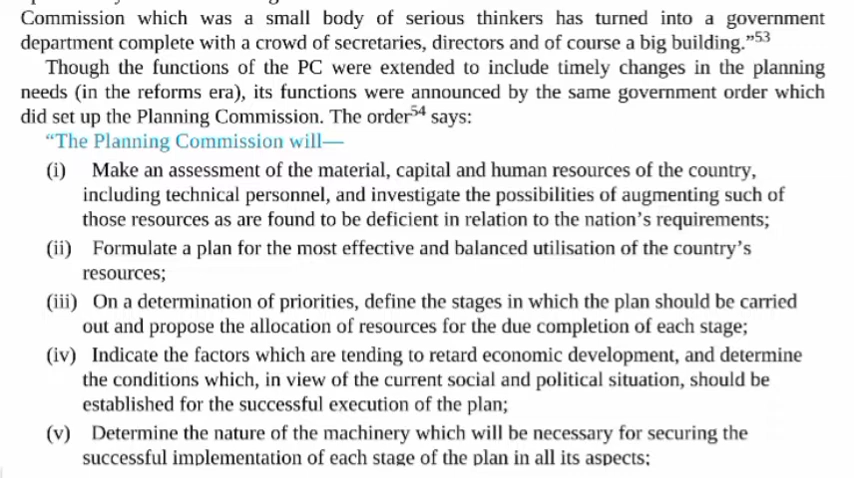 Commission which was a small body of serious thinkers has turned into a government
department complete with a crowd of secretaries, directors and of course a big building.”53
Though the functions of the PC were extended to include timely changes in the planning
needs (in the reforms era), its functions were announced by the same government order which
did set up the Planning Commission. The order54 says:
“The Planning Commission will—
(i) Make an assessment of the material, capital and human resources of the country,
including technical personnel, and investigate the possibilities of augmenting such of
those resources as are found to be deficient in relation to the nation’s requirements;
(ii) Formulate a plan for the most effective and balanced utilisation of the country’s
resources;
(iii) On a determination of priorities, define the stages in which the plan should be carried
out and propose the allocation of resources for the due completion of each stage;
(iv) Indicate the factors which are tending to retard economic development, and determine
the conditions which, in view of the current social and political situation, should be
established for the successful execution of the plan;
(v) Determine the nature of the machinery which will be necessary for securing the
successful implementation of each stage of the plan in all its aspects;